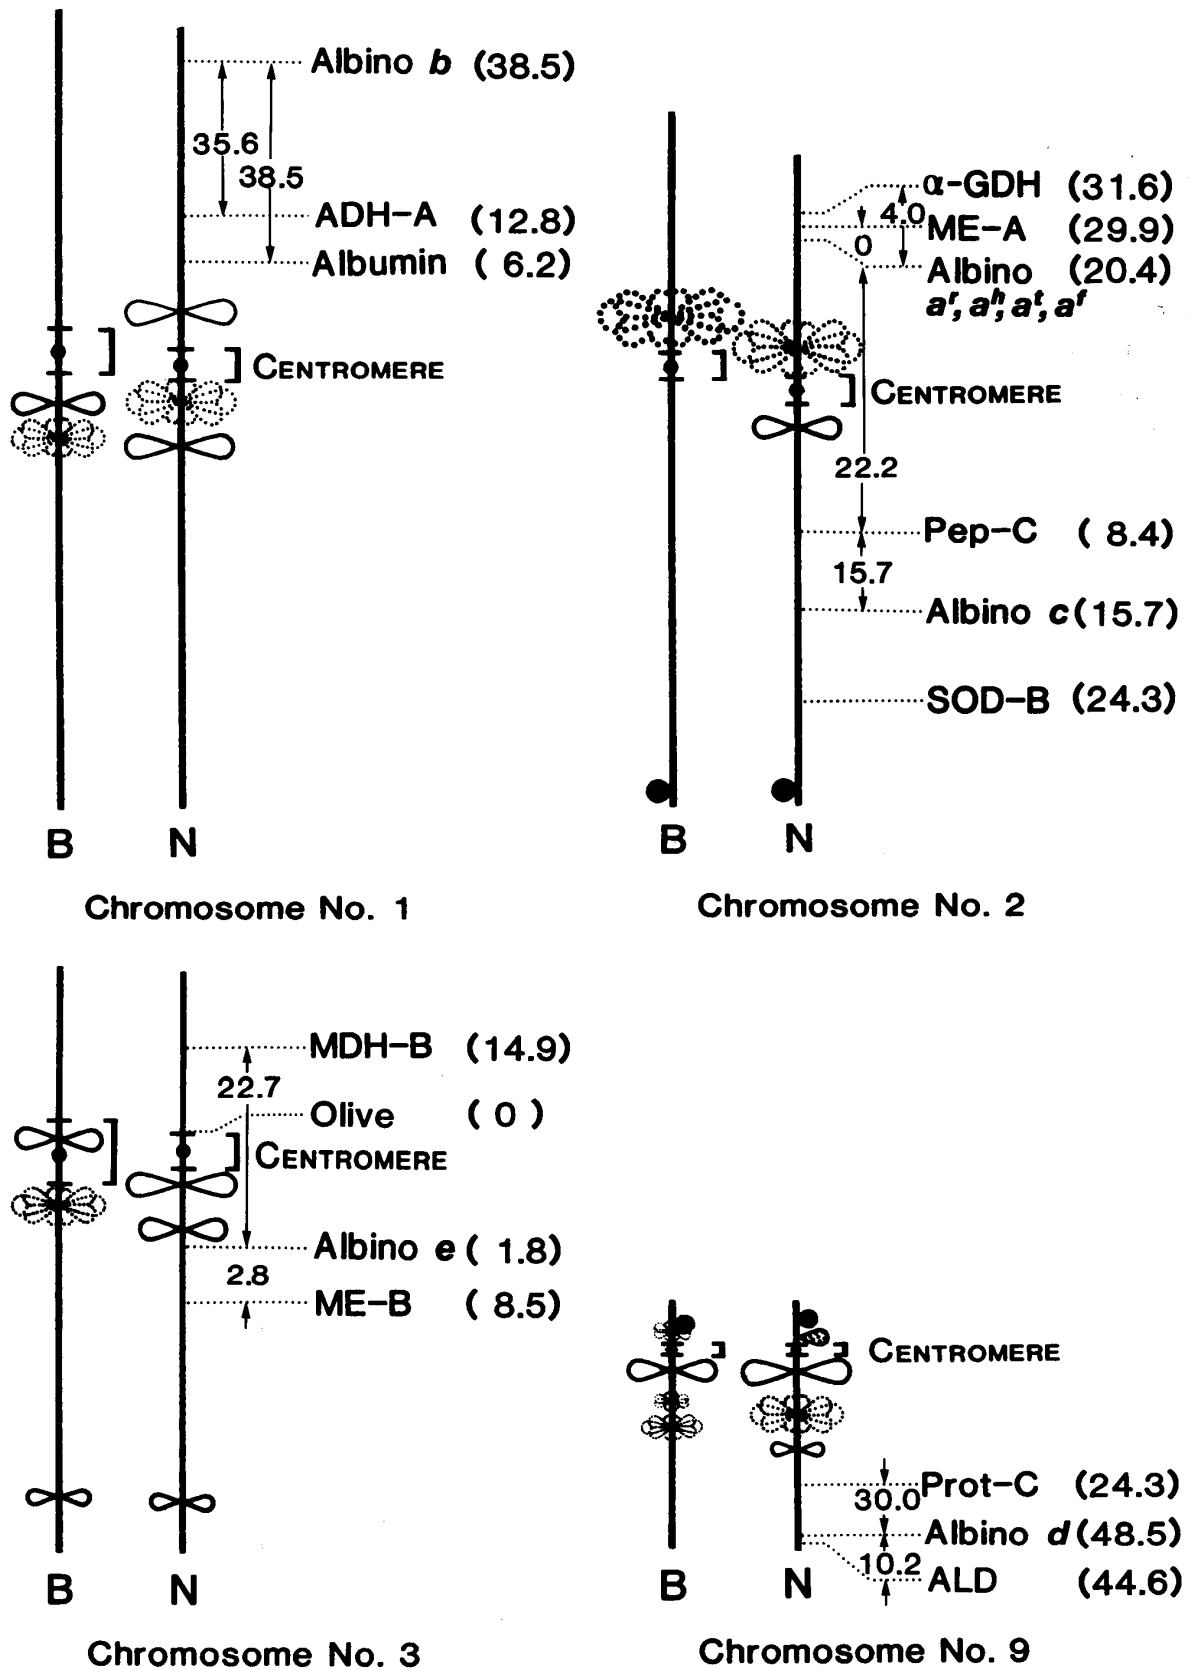 Albino b (38.5)
35.6
38.5
ADH-A (12.8)
Albumin ( 6.2)
CENTROMERE
B N
Chromosome No. 1
α-GDH (31.6)
4.0
ME-A (29.9)
0
Albino (20.4)
aʳ, aʰ, aᵗ, aᶠ
CENTROMERE
22.2
Pep-C ( 8.4)
15.7
Albino c (15.7)
SOD-B (24.3)
B N
Chromosome No. 2
MDH-B (14.9)
22.7
Olive ( 0 )
CENTROMERE
Albino e ( 1.8)
2.8
ME-B ( 8.5)
B N
Chromosome No. 3
CENTROMERE
Prot-C (24.3)
30.0
Albino d (48.5)
10.2
ALD (44.6)
B N
Chromosome No. 9